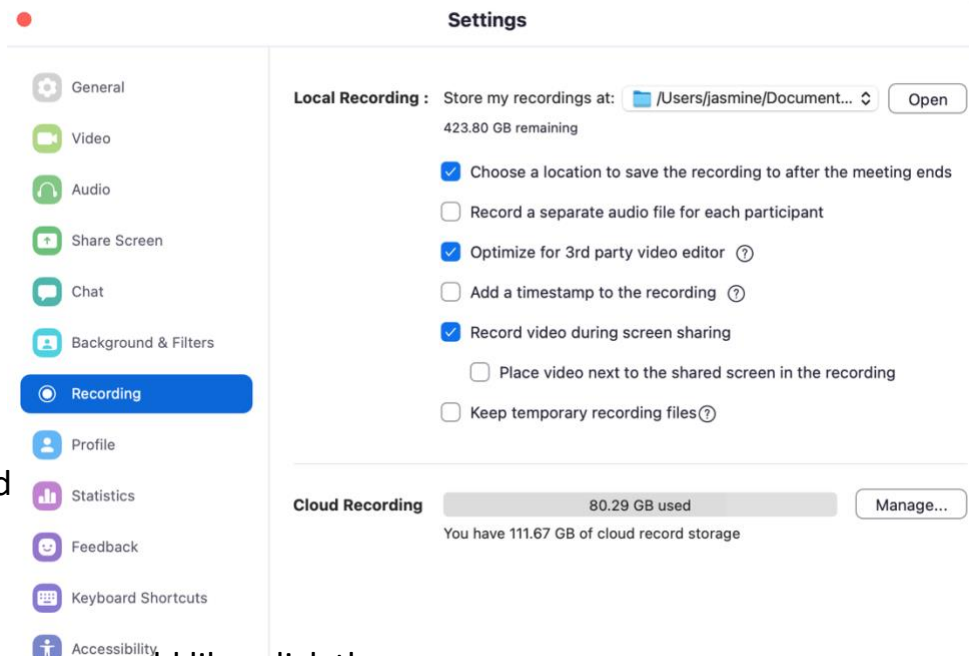 Settings
General
Video
Audio
Share Screen
Chat
Background & Filters
Recording
Profile
Statistics
Feedback
Keyboard Shortcuts
Accessibility
Local Recording : Store my recordings at: /Users/jasmine/Document... Open
423.80 GB remaining
Choose a location to save the recording to after the meeting ends
Record a separate audio file for each participant
Optimize for 3rd party video editor ?
Add a timestamp to the recording ?
Record video during screen sharing
Place video next to the shared screen in the recording
Keep temporary recording files ?
Cloud Recording 80.29 GB used Manage...
You have 111.67 GB of cloud record storage